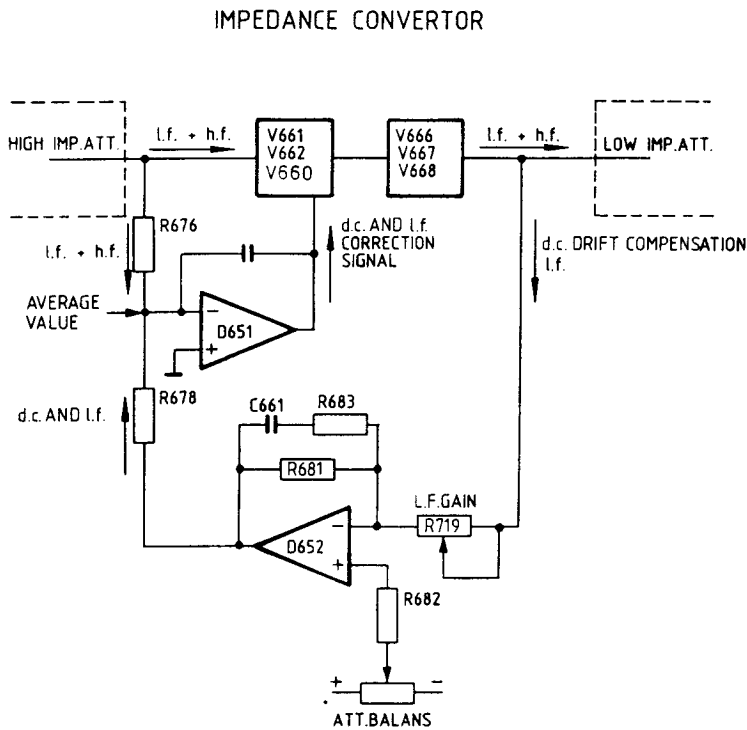 IMPEDANCE CONVERTOR
HIGH IMP.ATT.
l.f. + h.f.
V661
V662
V660
V666
V667
V668
l.f. + h.f.
LOW IMP.ATT.
R676
l.f. + h.f.
d.c. AND l.f.
CORRECTION
SIGNAL
d.c. DRIFT COMPENSATION
l.f.
AVERAGE
VALUE
−
D651
+
R678
d.c. AND l.f.
C661
R683
R681
L.F.GAIN
R719
−
D652
+
R682
+
−
ATT.BALANS